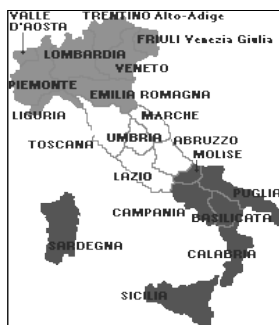 VALLE D'AOSTA
TRENTINO Alto-Adige
FRIULI Venezia Giulia
LOMBARDIA
VENETO
PIEMONTE
EMILIA ROMAGNA
LIGURIA
MARCHE
TOSCANA
UMBRIA
ABRUZZO
MOLISE
LAZIO
PUGLIA
CAMPANIA
BASILICATA
SARDEGNA
CALABRIA
SICILIA